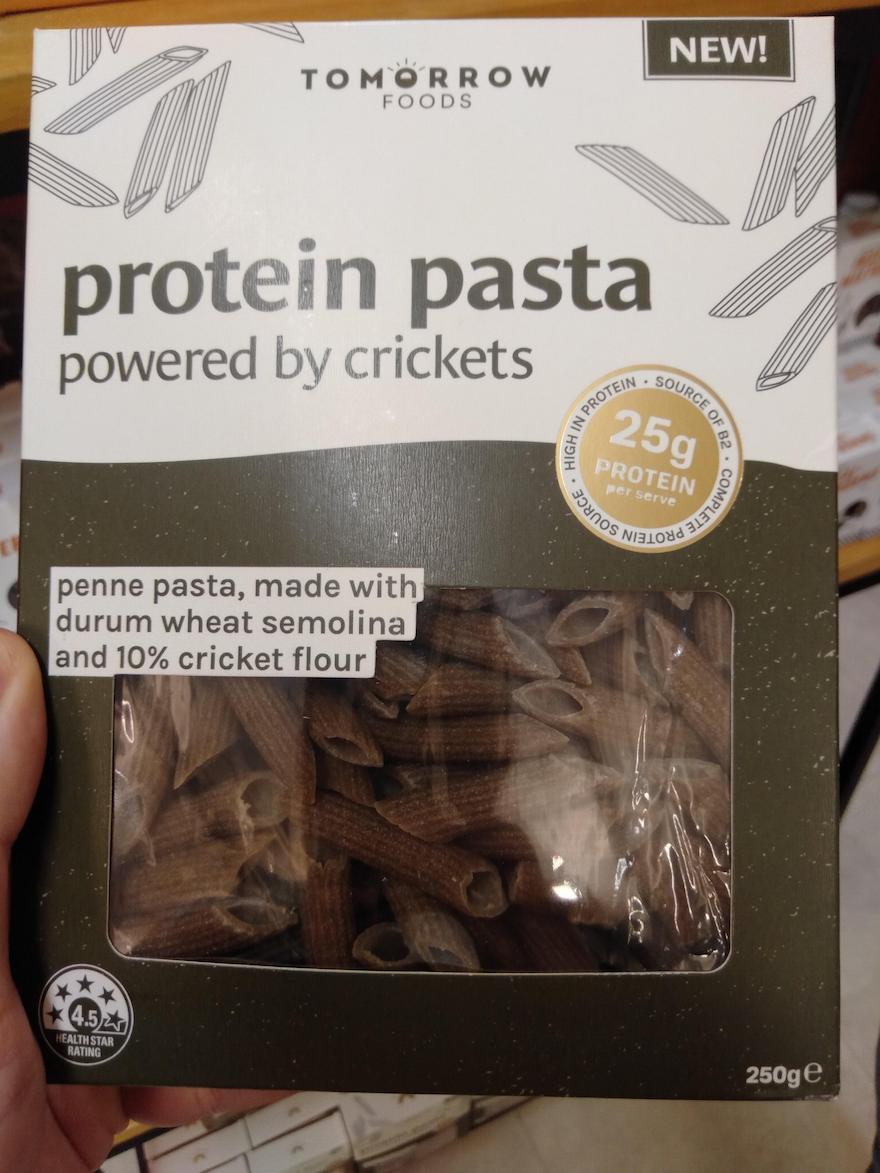 NEW!
TOMORROW
FOODS
protein pasta
powered by crickets
HIGH IN PROTEIN • SOURCE OF B2 • COMPLETE PROTEIN SOURCE •
25g
PROTEIN
per serve
penne pasta, made with
durum wheat semolina
and 10% cricket flour
4.5
HEALTH STAR
RATING
250g e